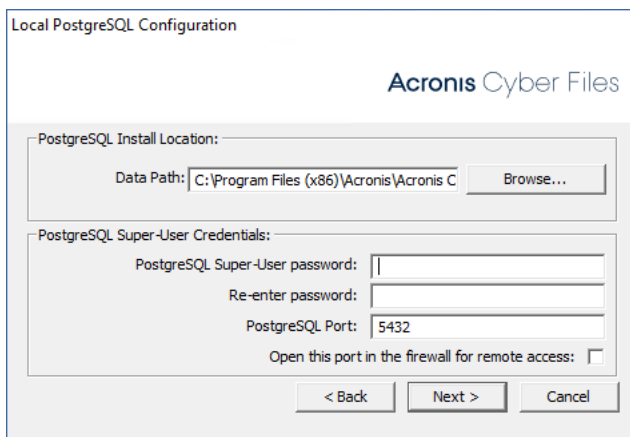 Local PostgreSQL Configuration
Acronis Cyber Files
PostgreSQL Install Location:
Data Path: C:\Program Files (x86)\Acronis\Acronis C Browse...
PostgreSQL Super-User Credentials:
PostgreSQL Super-User password:
Re-enter password:
PostgreSQL Port: 5432
Open this port in the firewall for remote access:
< Back Next > Cancel